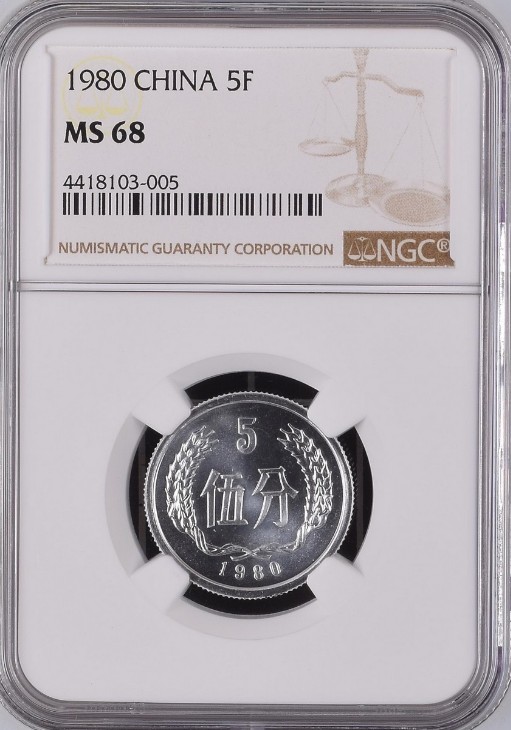 1980 CHINA 5F
MS 68
4418103-005
NUMISMATIC GUARANTY CORPORATION
NGC®
5
伍分
1980